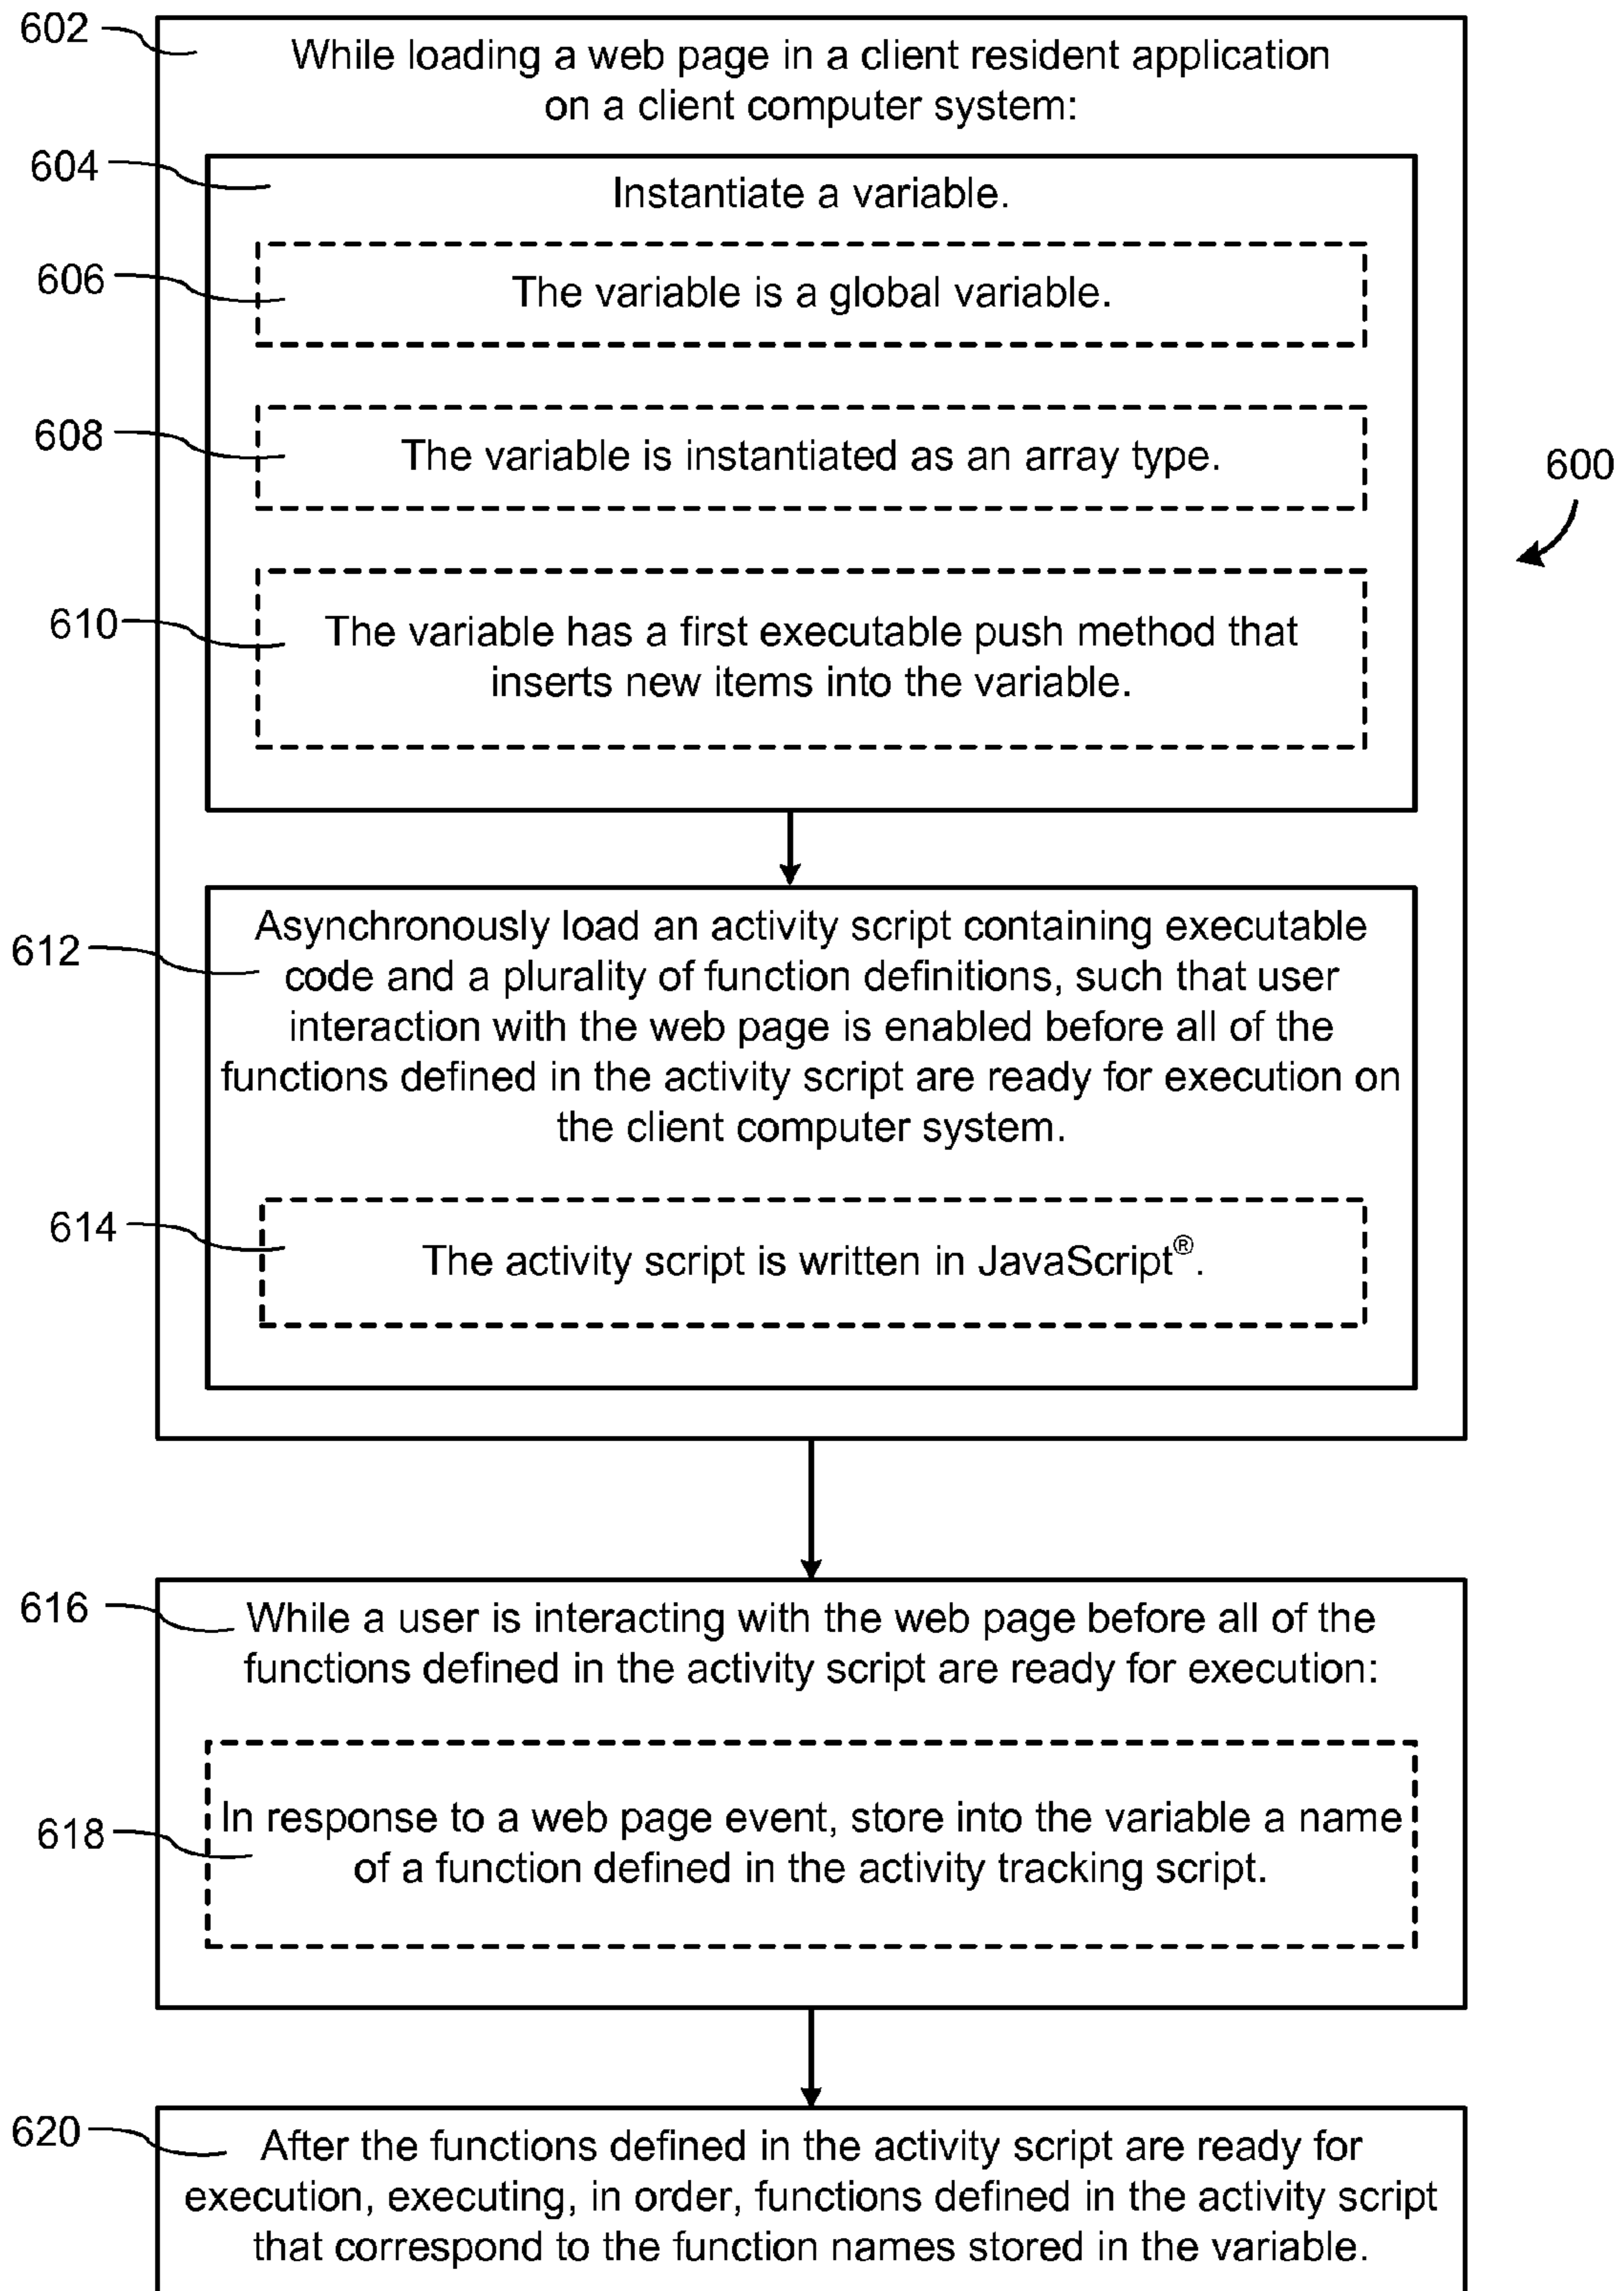 602
While loading a web page in a client resident application
on a client computer system:
604
Instantiate a variable.
606
The variable is a global variable.
608
The variable is instantiated as an array type.
600
610
The variable has a first executable push method that
inserts new items into the variable.
612
Asynchronously load an activity script containing executable
code and a plurality of function definitions, such that user
interaction with the web page is enabled before all of the
functions defined in the activity script are ready for execution on
the client computer system.
614
The activity script is written in JavaScript®.
616
While a user is interacting with the web page before all of the
functions defined in the activity script are ready for execution:
618
In response to a web page event, store into the variable a name
of a function defined in the activity tracking script.
620
After the functions defined in the activity script are ready for
execution, executing, in order, functions defined in the activity script
that correspond to the function names stored in the variable.